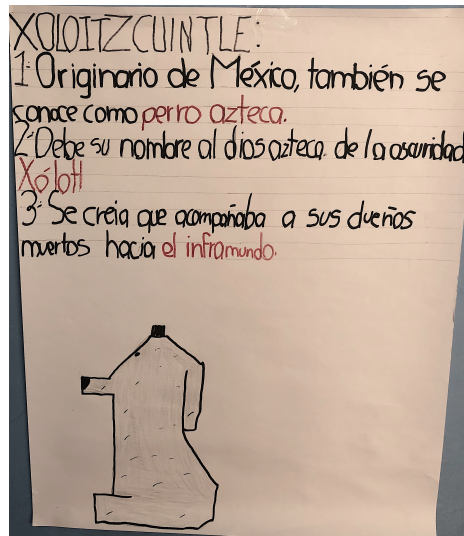 XOLOITZCUINTLE:
1-Originario de México, también se
conoce como perro azteca.
2-Debe su nombre al dios azteca de la oscuridad
Xólotl
3- Se creia que acompañaba a sus dueños
muertos hacia el inframundo.